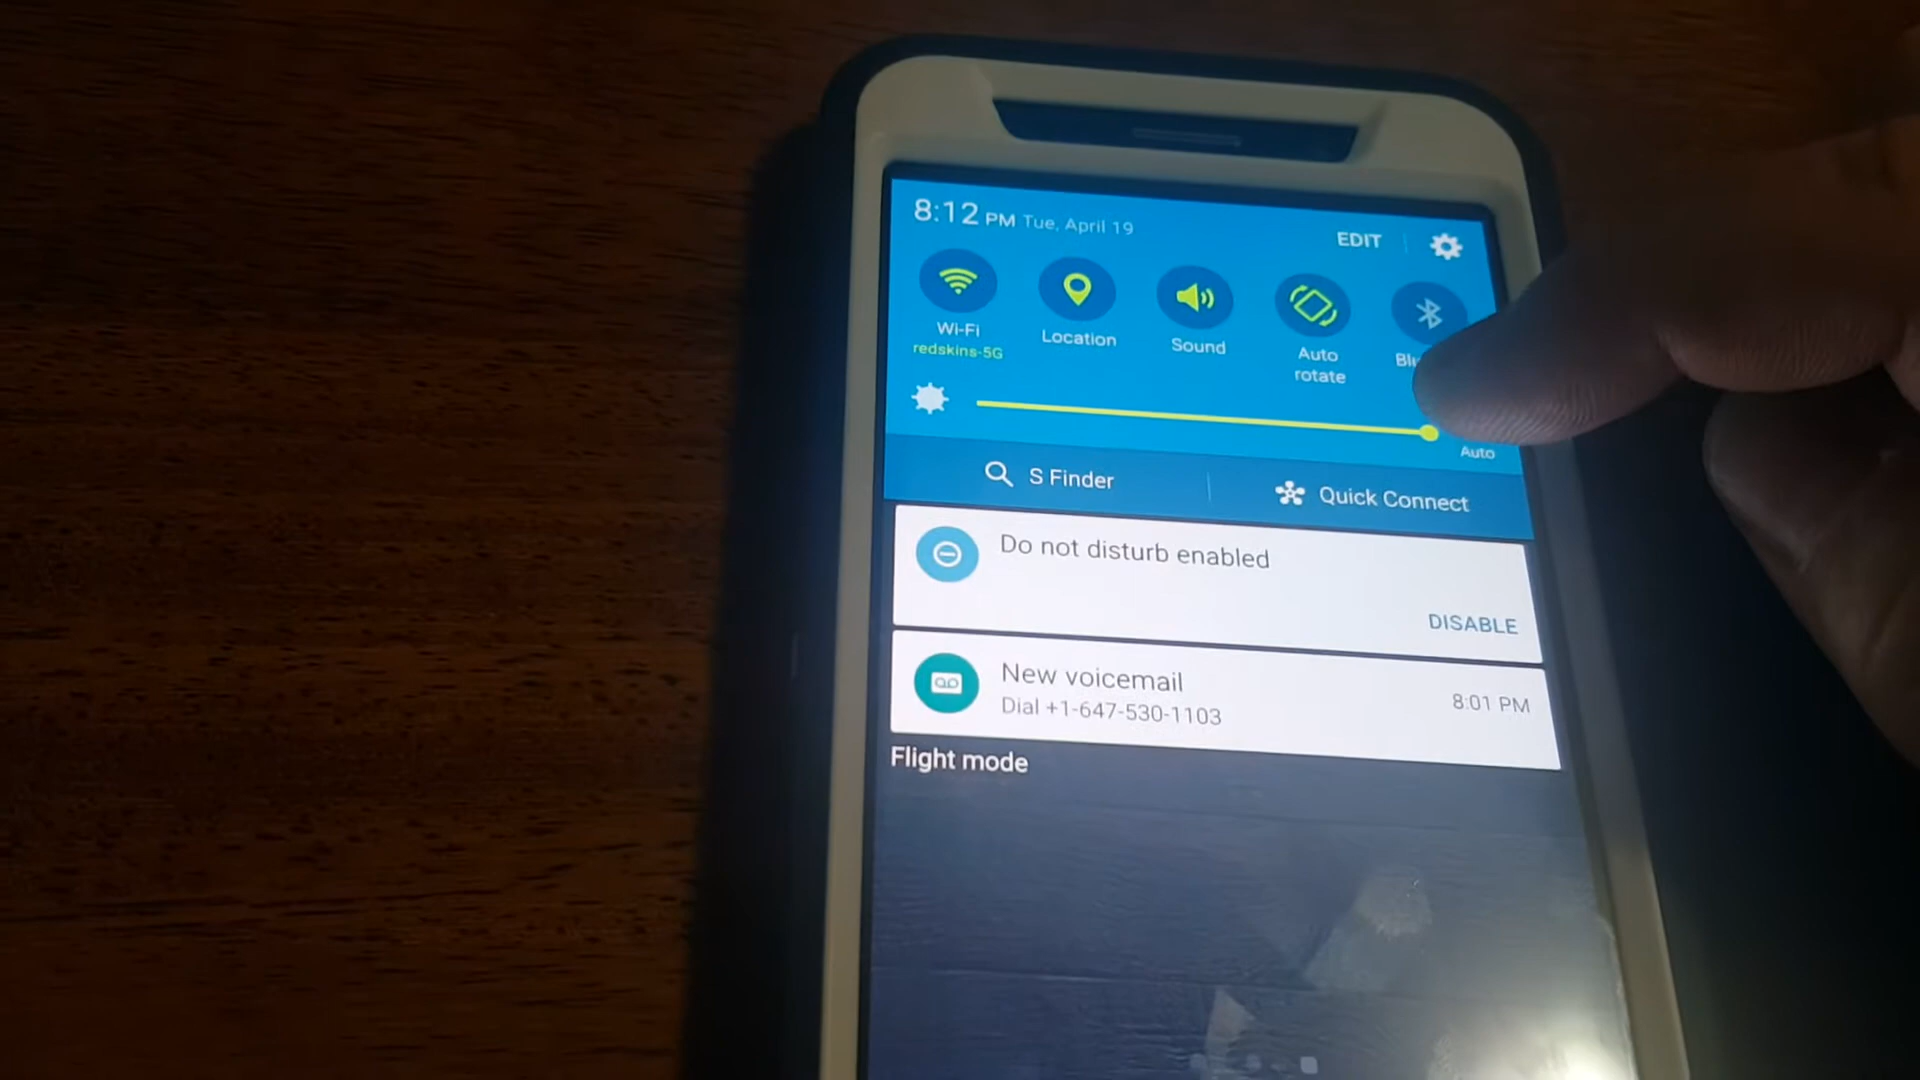 8:12 PM Tue, April 19
EDIT
Wi-Fi
redskins-5G
Location
Sound
Auto
rotate
Auto
S Finder
Quick Connect
Do not disturb enabled
DISABLE
New voicemail
Dial +1-647-530-1103
8:01 PM
Flight mode